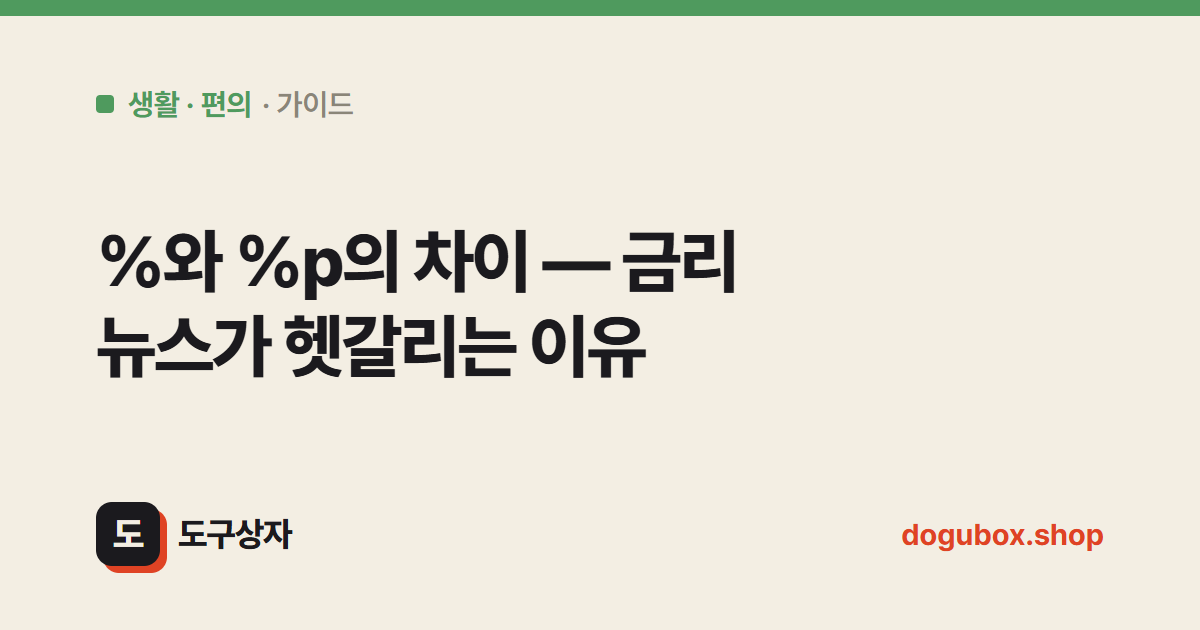 생활 · 편의 · 가이드
%와 %p의 차이 — 금리
뉴스가 헷갈리는 이유
도 도구상자
dogubox.shop